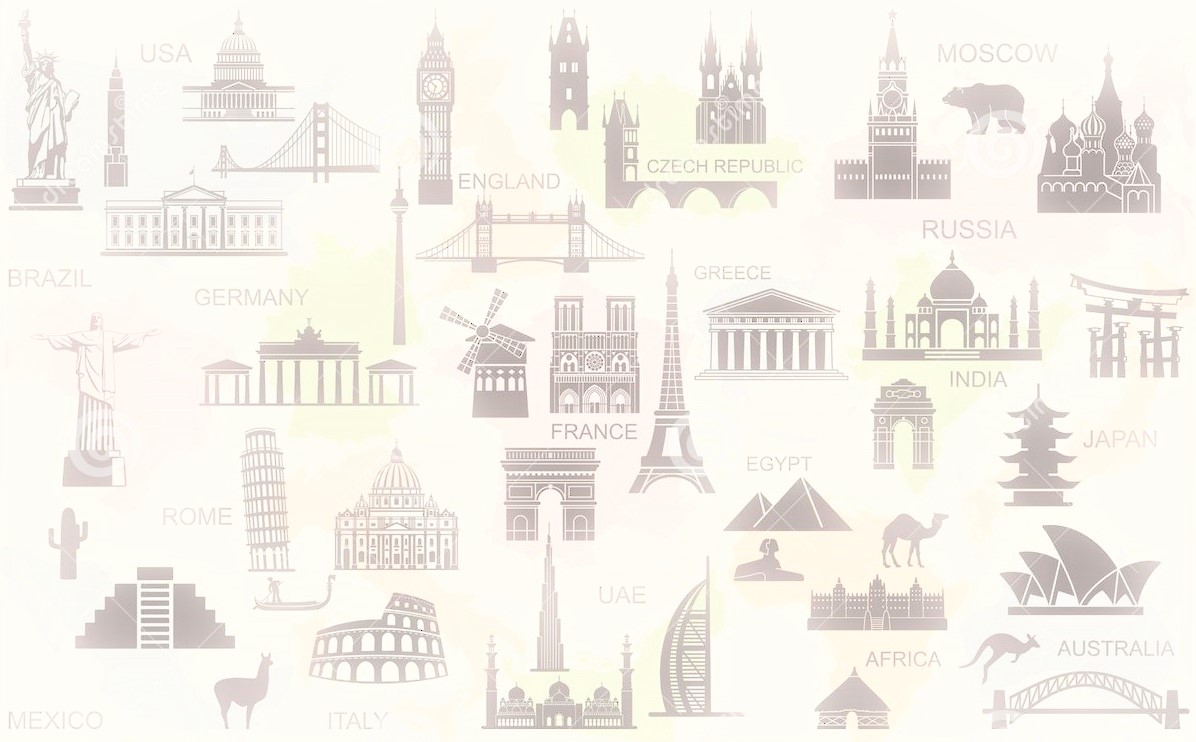 USA
MOSCOW
CZECH REPUBLIC
ENGLAND
RUSSIA
BRAZIL
GREECE
GERMANY
INDIA
FRANCE
JAPAN
EGYPT
ROME
UAE
AUSTRALIA
AFRICA
MEXICO
ITALY